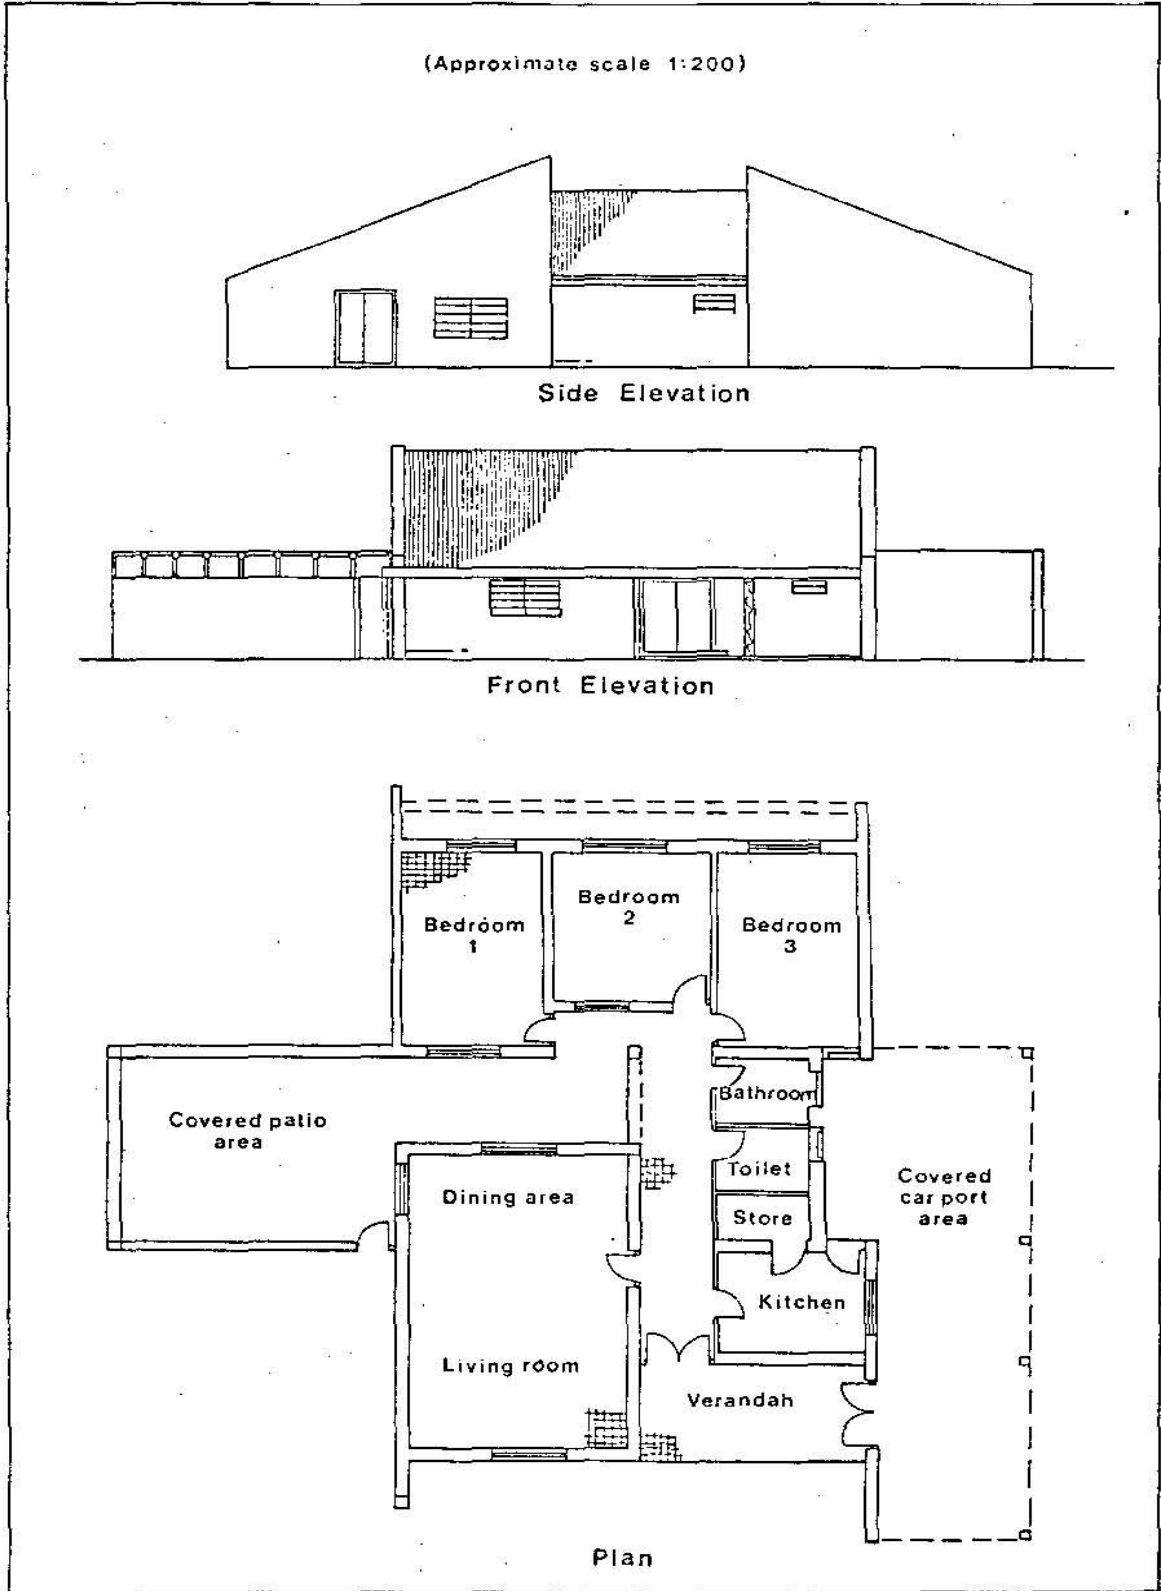 (Approximate scale 1:200)
Side Elevation
Front Elevation
Bedroom
1
Bedroom
2
Bedroom
3
Covered patio
area
Bathroom
Toilet
Store
Covered
car port
area
Dining area
Kitchen
Living room
Verandah
Plan